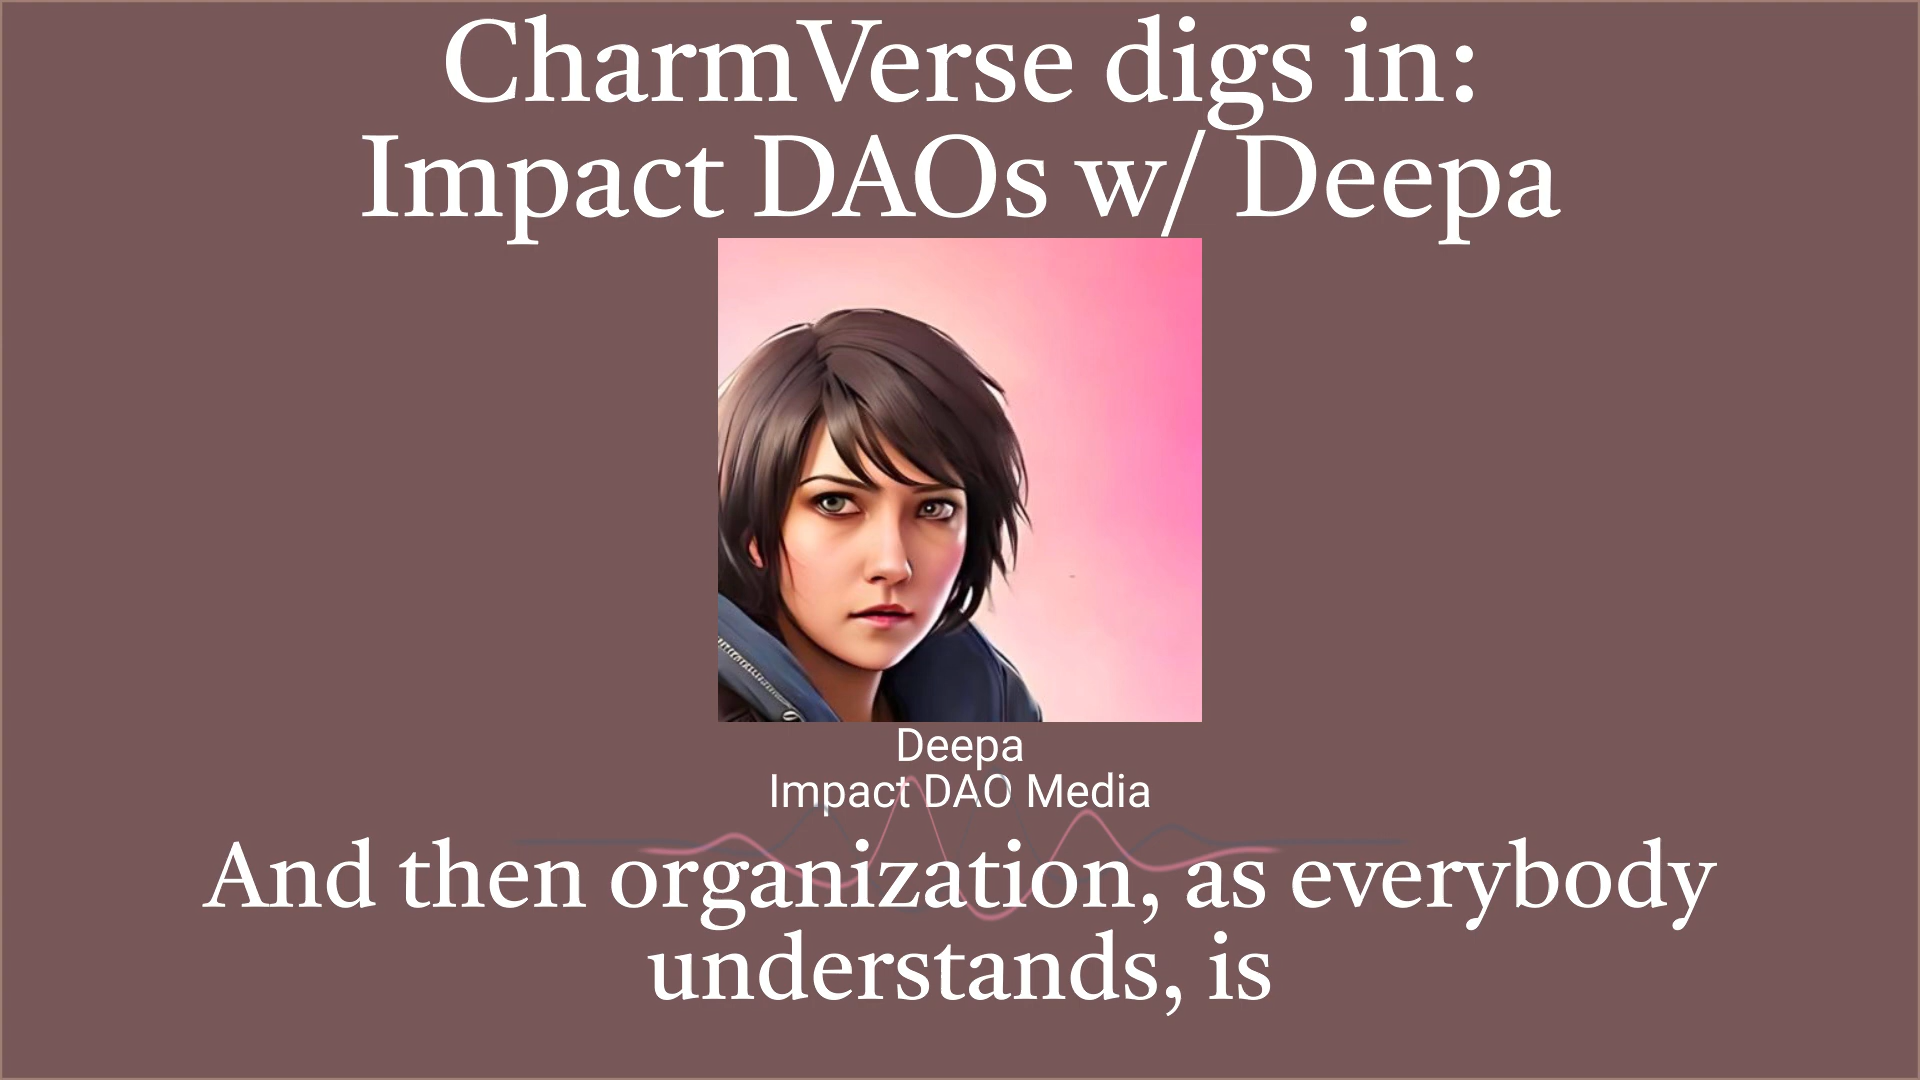 CharmVerse digs in:
Impact DAOs w/ Deepa
Deepa
Impact DAO Media
And then organization, as everybody
understands, is